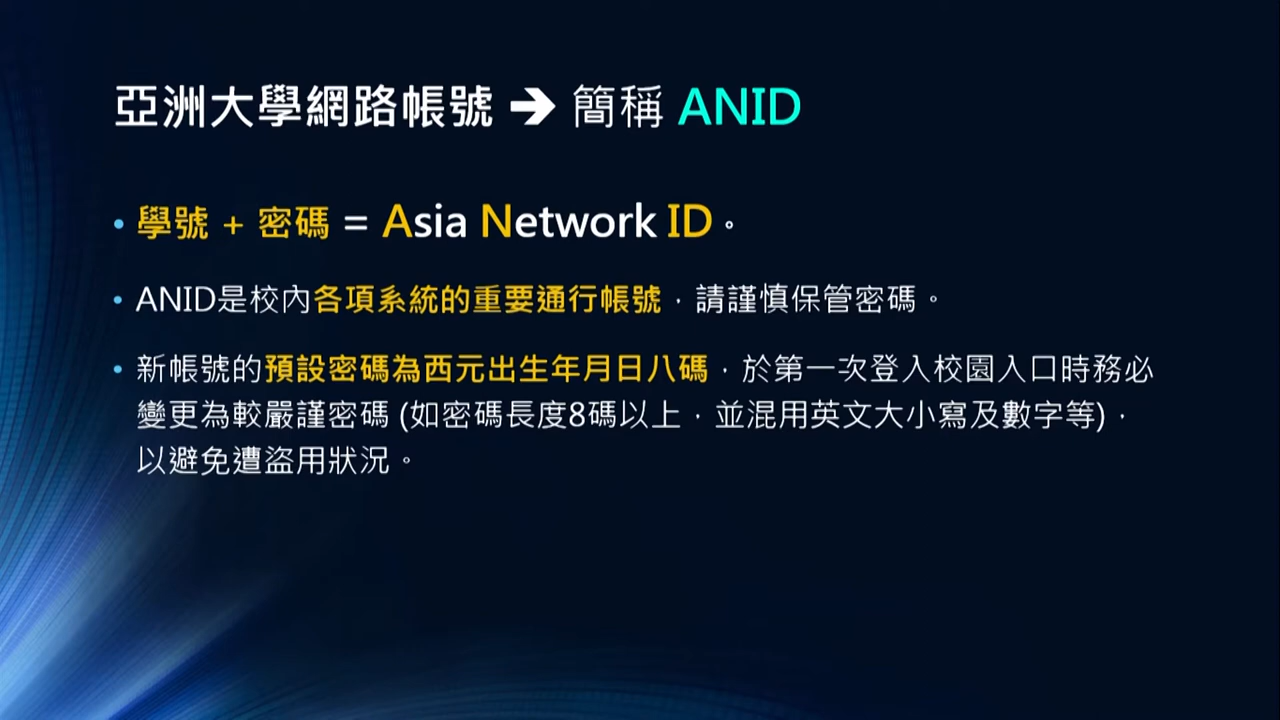 亞洲大學網路帳號 ➔ 簡稱 ANID
• 學號 + 密碼 = Asia Network ID。
• ANID是校內各項系統的重要通行帳號，請謹慎保管密碼。
• 新帳號的預設密碼為西元出生年月日八碼，於第一次登入校園入口時務必
變更為較嚴謹密碼 (如密碼長度8碼以上，並混用英文大小寫及數字等)，
以避免遭盜用狀況。